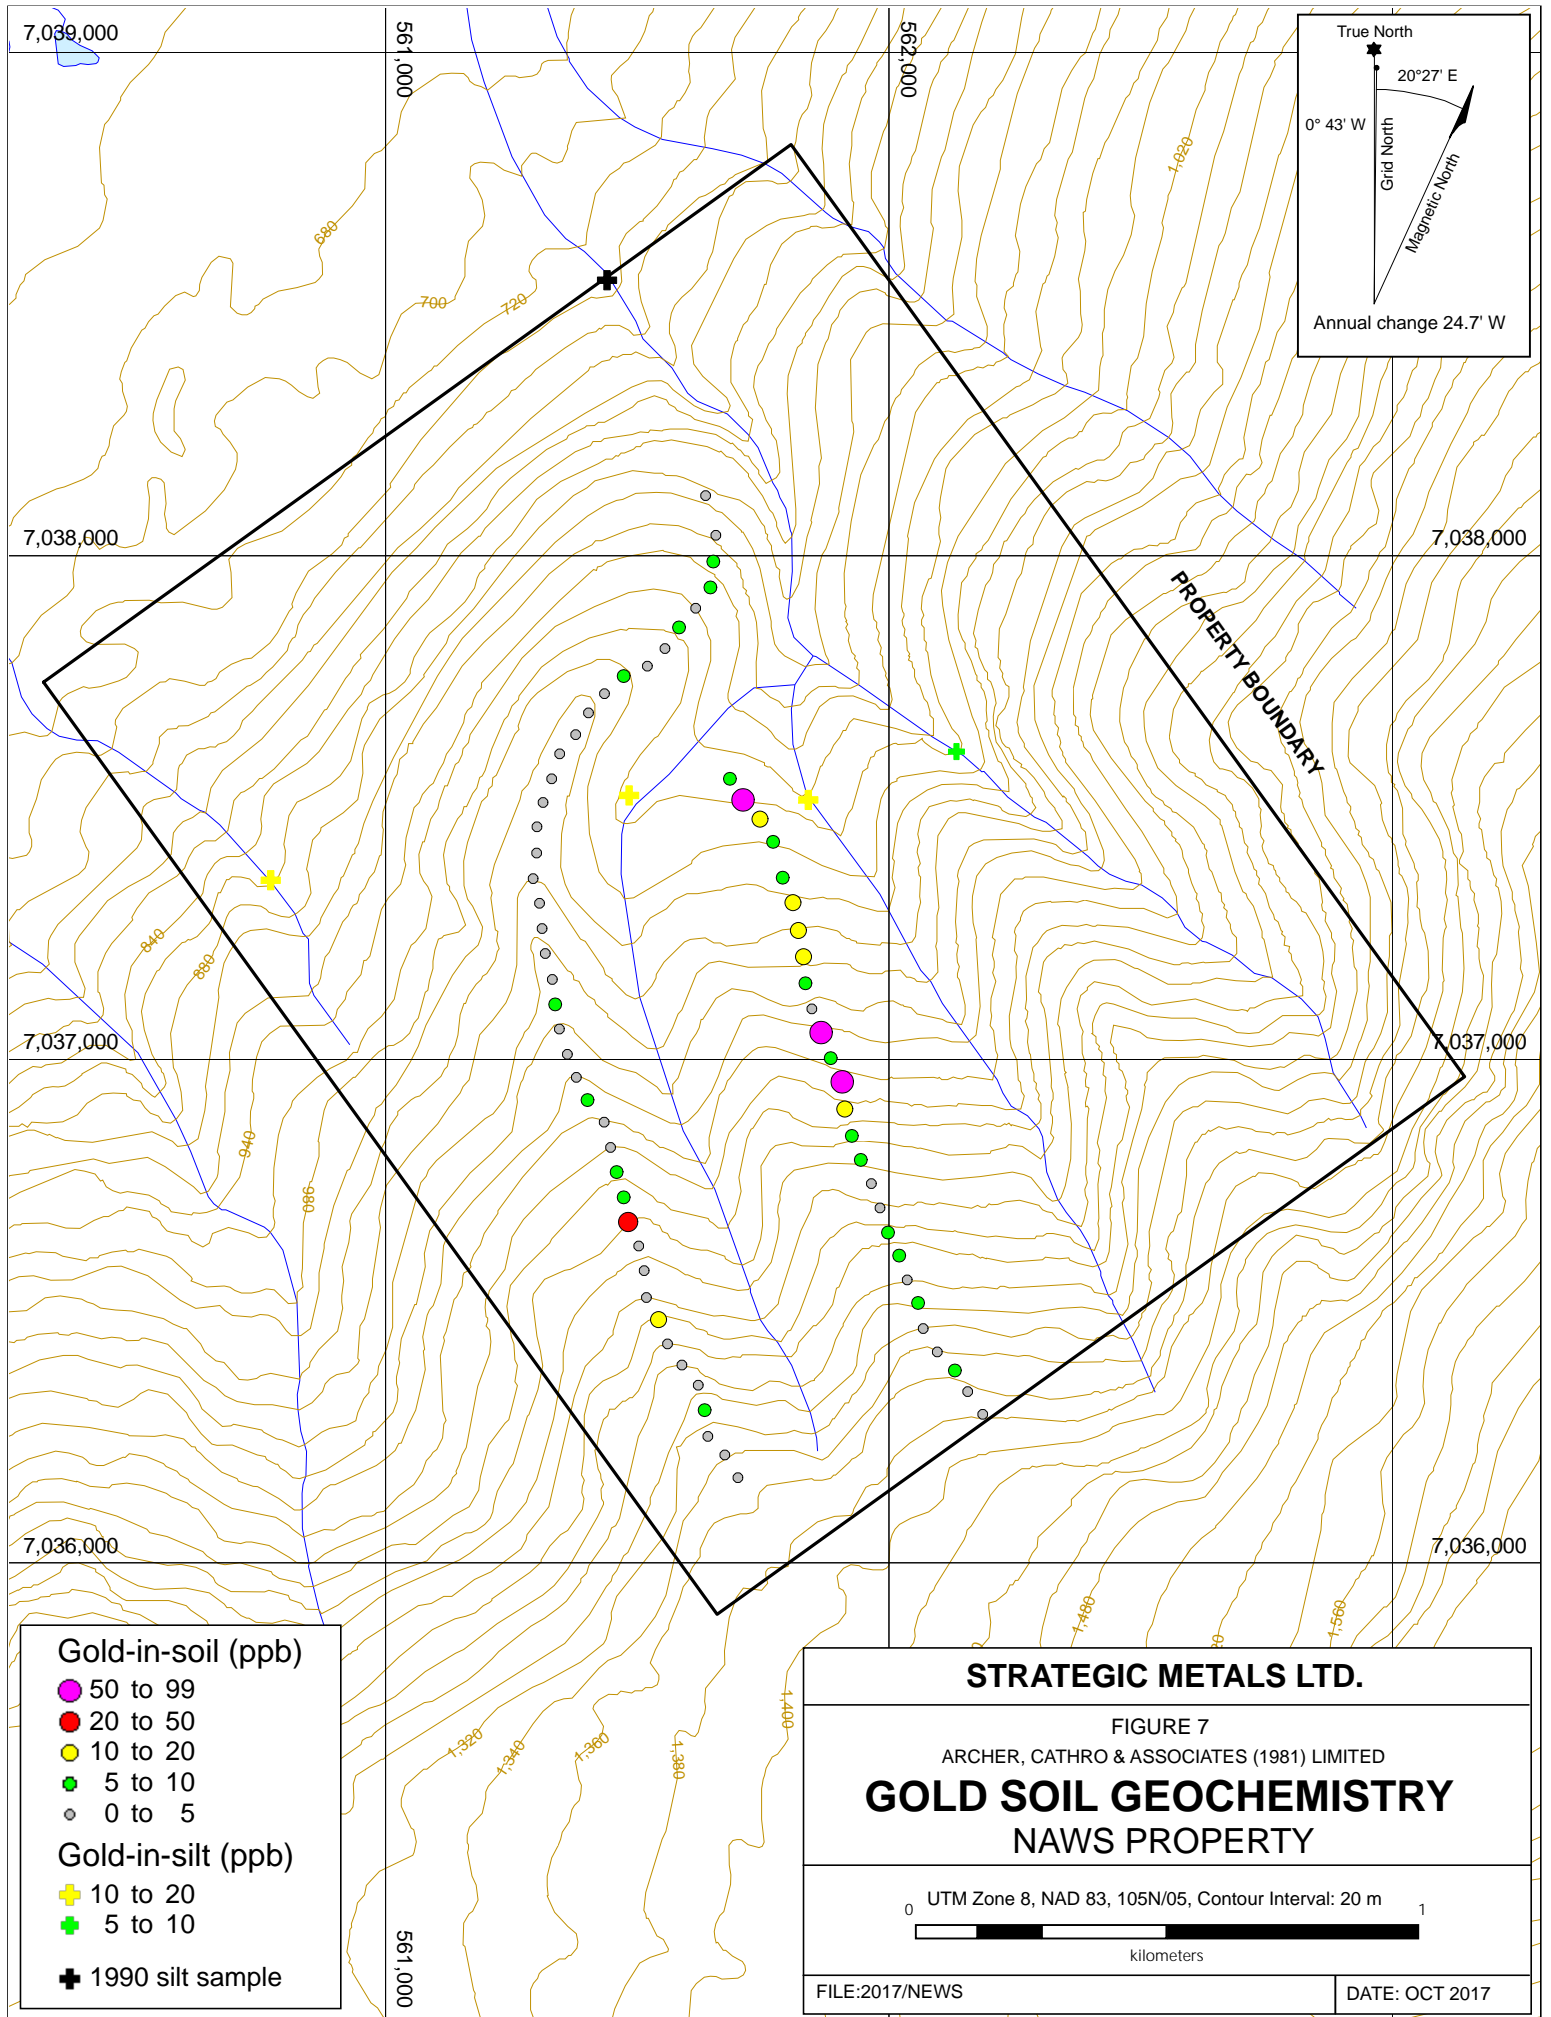 7,039,000
561,000
562,000
True North
20°27' E
0° 43' W
Grid North
Magnetic North
Annual change 24.7' W
1,020
680
700
720
7,038,000
7,038,000
PROPERTY BOUNDARY
840
880
7,037,000
7,037,000
940
980
7,036,000
7,036,000
1,480
1,560
1,320
1,340
1,360
1,380
1,400
Gold-in-soil (ppb)
50 to 99
20 to 50
10 to 20
5 to 10
0 to 5
Gold-in-silt (ppb)
10 to 20
5 to 10
1990 silt sample
561,000
STRATEGIC METALS LTD.
FIGURE 7
ARCHER, CATHRO & ASSOCIATES (1981) LIMITED
GOLD SOIL GEOCHEMISTRY
NAWS PROPERTY
UTM Zone 8, NAD 83, 105N/05, Contour Interval: 20 m
0 1
kilometers
FILE:2017/NEWS
DATE: OCT 2017